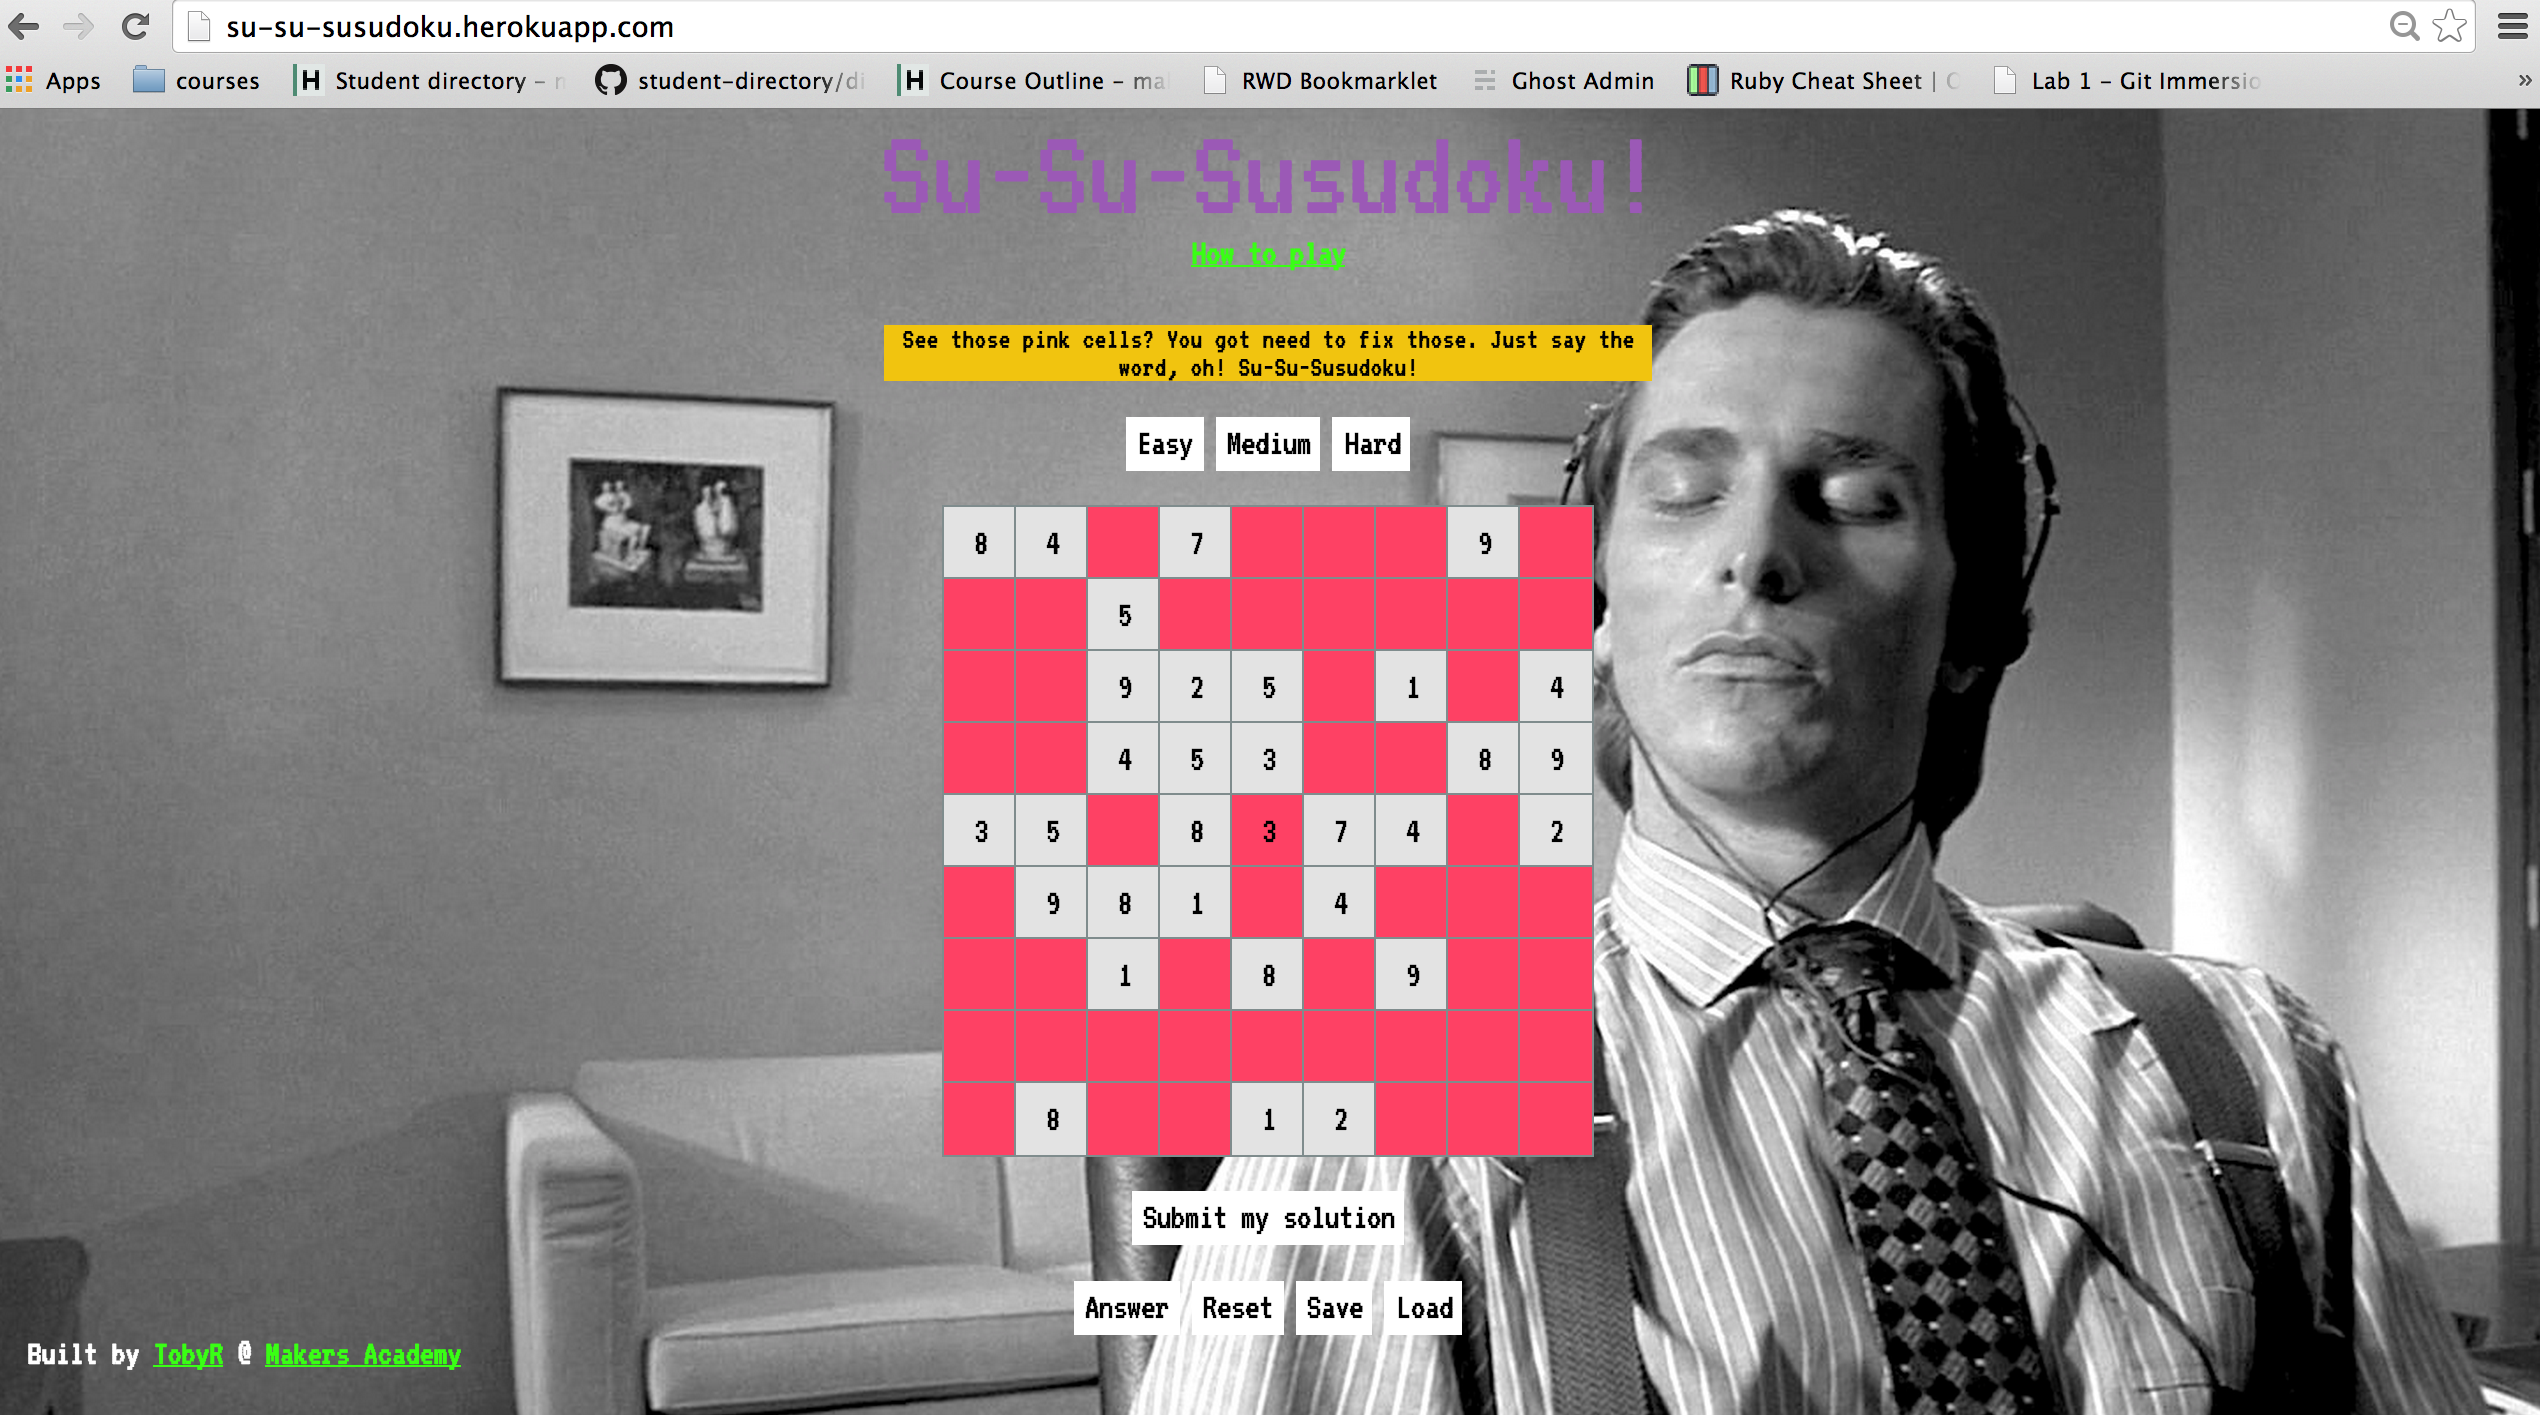 su-su-susudoku.herokuapp.com
Apps courses Student directory – student-directory/di Course Outline – ma RWD Bookmarklet Ghost Admin Ruby Cheat Sheet | Lab 1 – Git Immersio »
Su-Su-Susudoku!
How to play
See those pink cells? You got need to fix those. Just say the
word, oh! Su-Su-Susudoku!
Easy Medium Hard
8 4 7 9
5
9 2 5 1 4
4 5 3 8 9
3 5 8 3 7 4 2
9 8 1 4
1 8 9
8 1 2
Submit my solution
Answer Reset Save Load
Built by TobyR @ Makers Academy